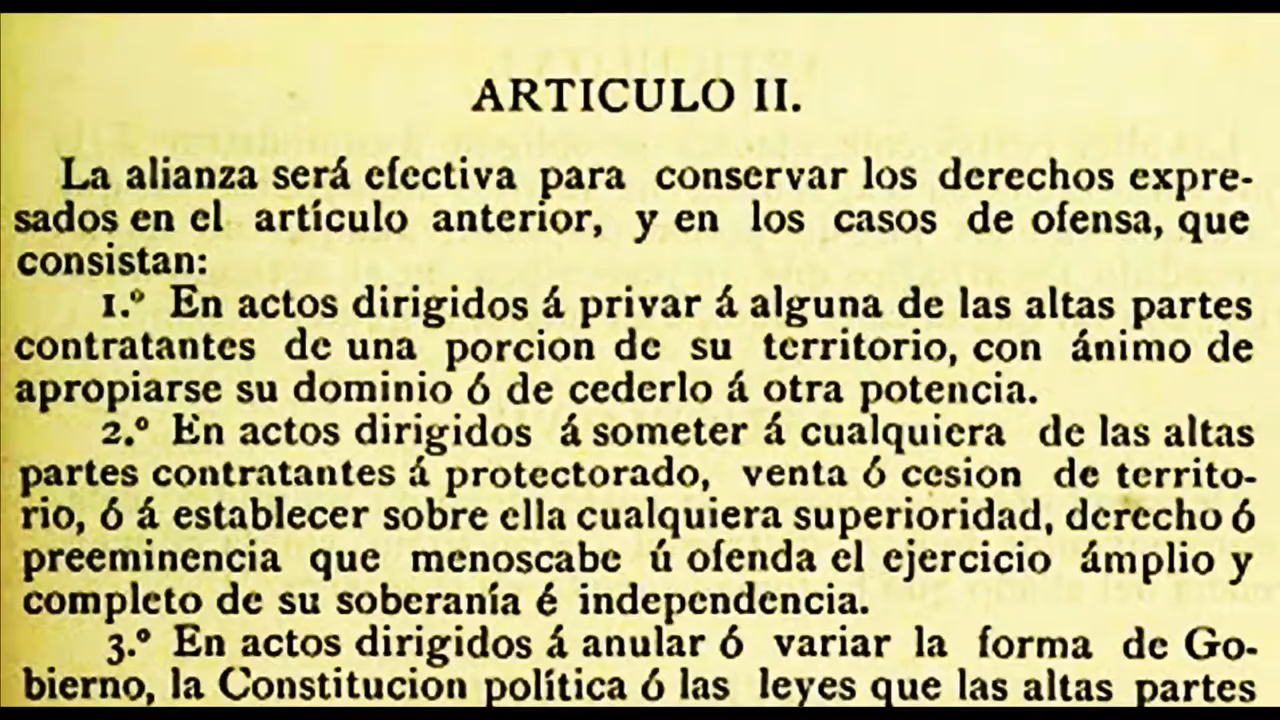 ARTICULO II.
La alianza será efectiva para conservar los derechos expre-
sados en el artículo anterior, y en los casos de ofensa, que
consistan:
1.º En actos dirigidos á privar á alguna de las altas partes
contratantes de una porcion de su territorio, con ánimo de
apropiarse su dominio ó de cederlo á otra potencia.
2.º En actos dirigidos á someter á cualquiera de las altas
partes contratantes á protectorado, venta ó cesion de territo-
rio, ó á establecer sobre ella cualquiera superioridad, derecho ó
preeminencia que menoscabe ú ofenda el ejercicio ámplio y
completo de su soberanía é independencia.
3.º En actos dirigidos á anular ó variar la forma de Go-
bierno, la Constitucion política ó las leyes que las altas partes